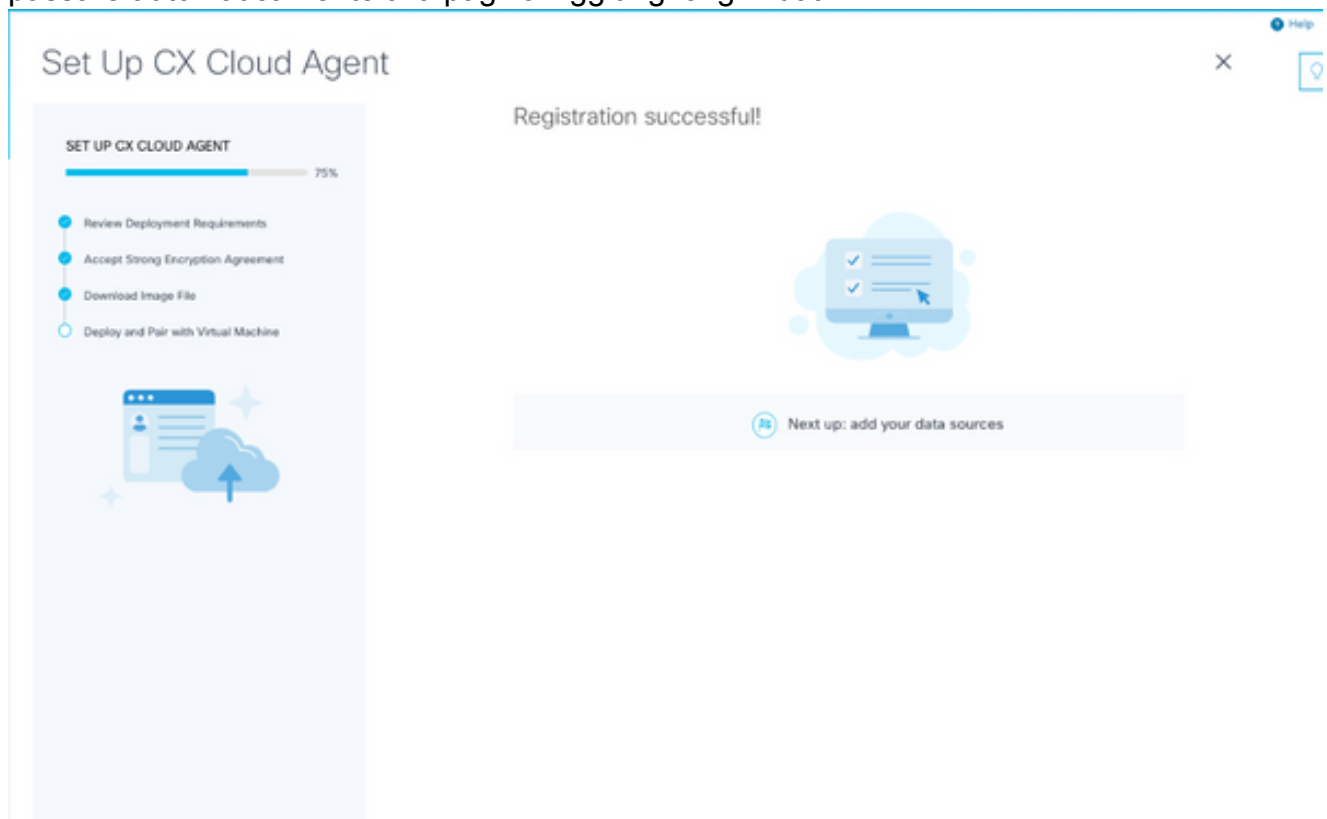 Help
Set Up CX Cloud Agent
Registration successful!
SET UP CX CLOUD AGENT
75%
Review Deployment Requirements
Accept Strong Encryption Agreement
Download Image File
Deploy and Pair with Virtual Machine
Next up: add your data sources